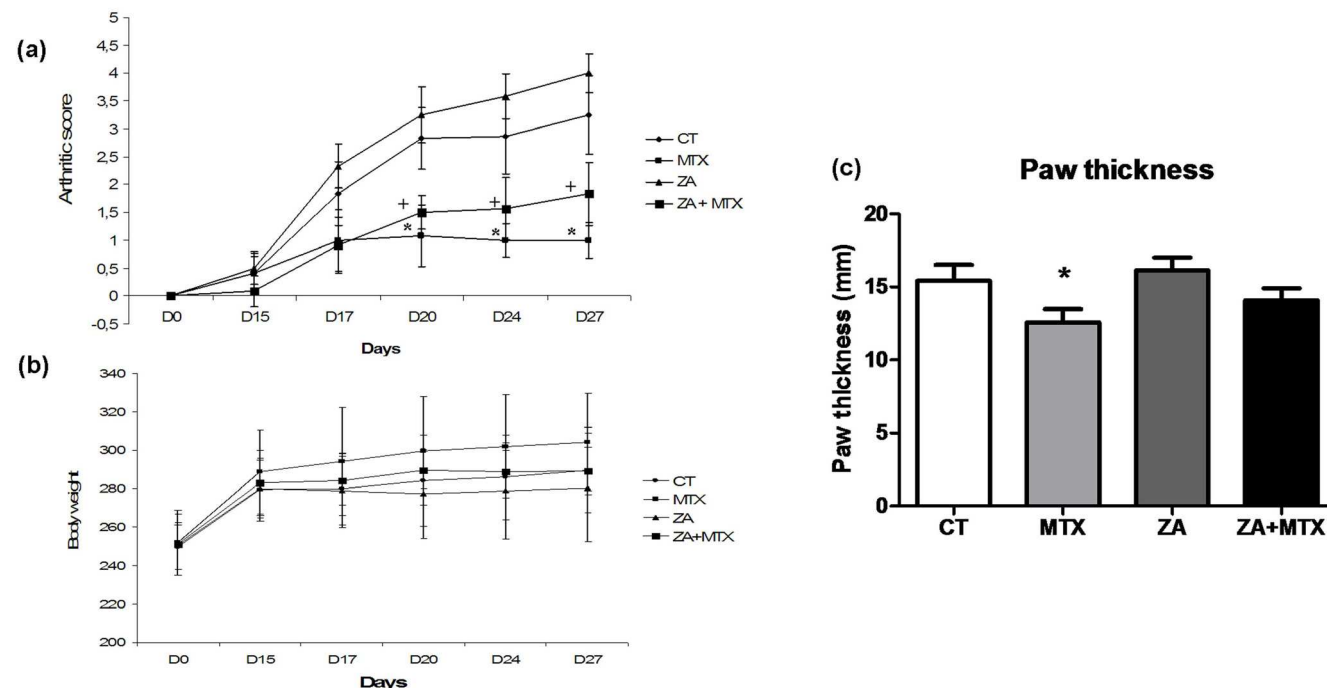 (a)
Arthritic score
5
4,5
4
3,5
3
2,5
2
1,5
1
0,5
0
-0,5
+ + +
* * *
D0 D15 D17 D20 D24 D27
Days
CT
MTX
ZA
ZA + MTX
(b)
Body weight
340
320
300
280
260
240
220
200
D0 D15 D17 D20 D24 D27
Days
CT
MTX
ZA
ZA+MTX
(c)
Paw thickness
Paw thickness (mm)
20
15
10
5
0
*
CT MTX ZA ZA+MTX